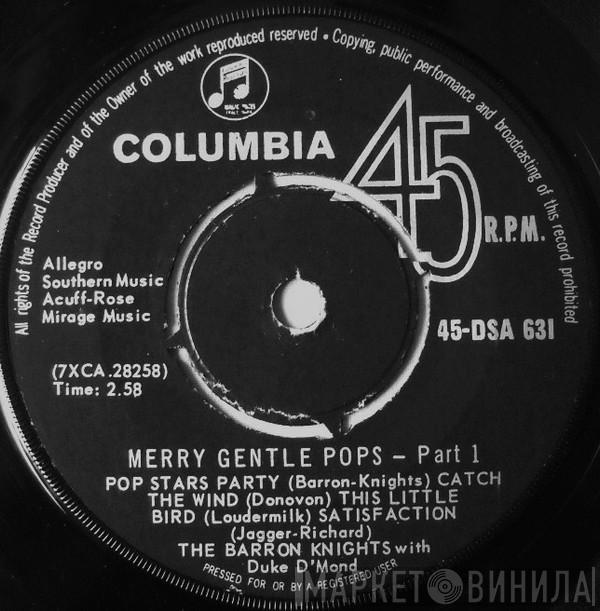 All rights of the Record Producer and of the Owner of the work reproduced reserved • Copying, public performance and broadcasting of this record prohibited
COLUMBIA
45
R.P.M.
Allegro
Southern Music
Acuff-Rose
Mirage Music
45-DSA 631
(7XCA.28258)
Time: 2.58
MERRY GENTLE POPS – Part 1
POP STARS PARTY (Barron-Knights) CATCH
THE WIND (Donovon) THIS LITTLE
BIRD (Loudermilk) SATISFACTION
(Jagger-Richard)
THE BARRON KNIGHTS with
Duke D'Mond
PRESSED FOR OR BY A REGISTERED USER
МАРКЕТ ВИНИЛА